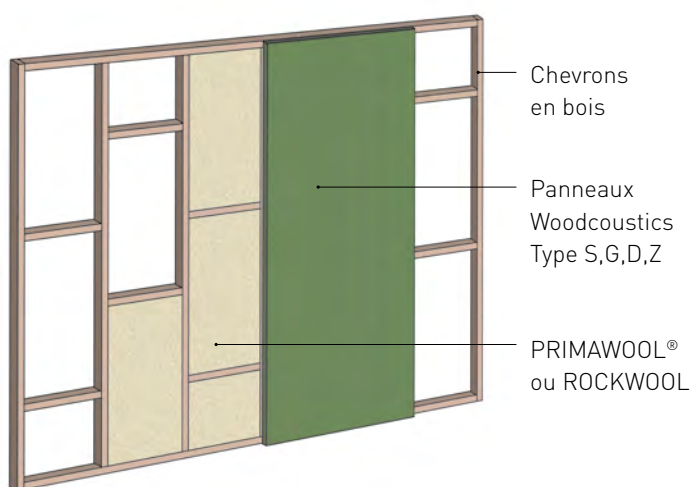 Chevrons
en bois
Panneaux
Woodcoustics
Type S,G,D,Z
PRIMAWOOL®
ou ROCKWOOL